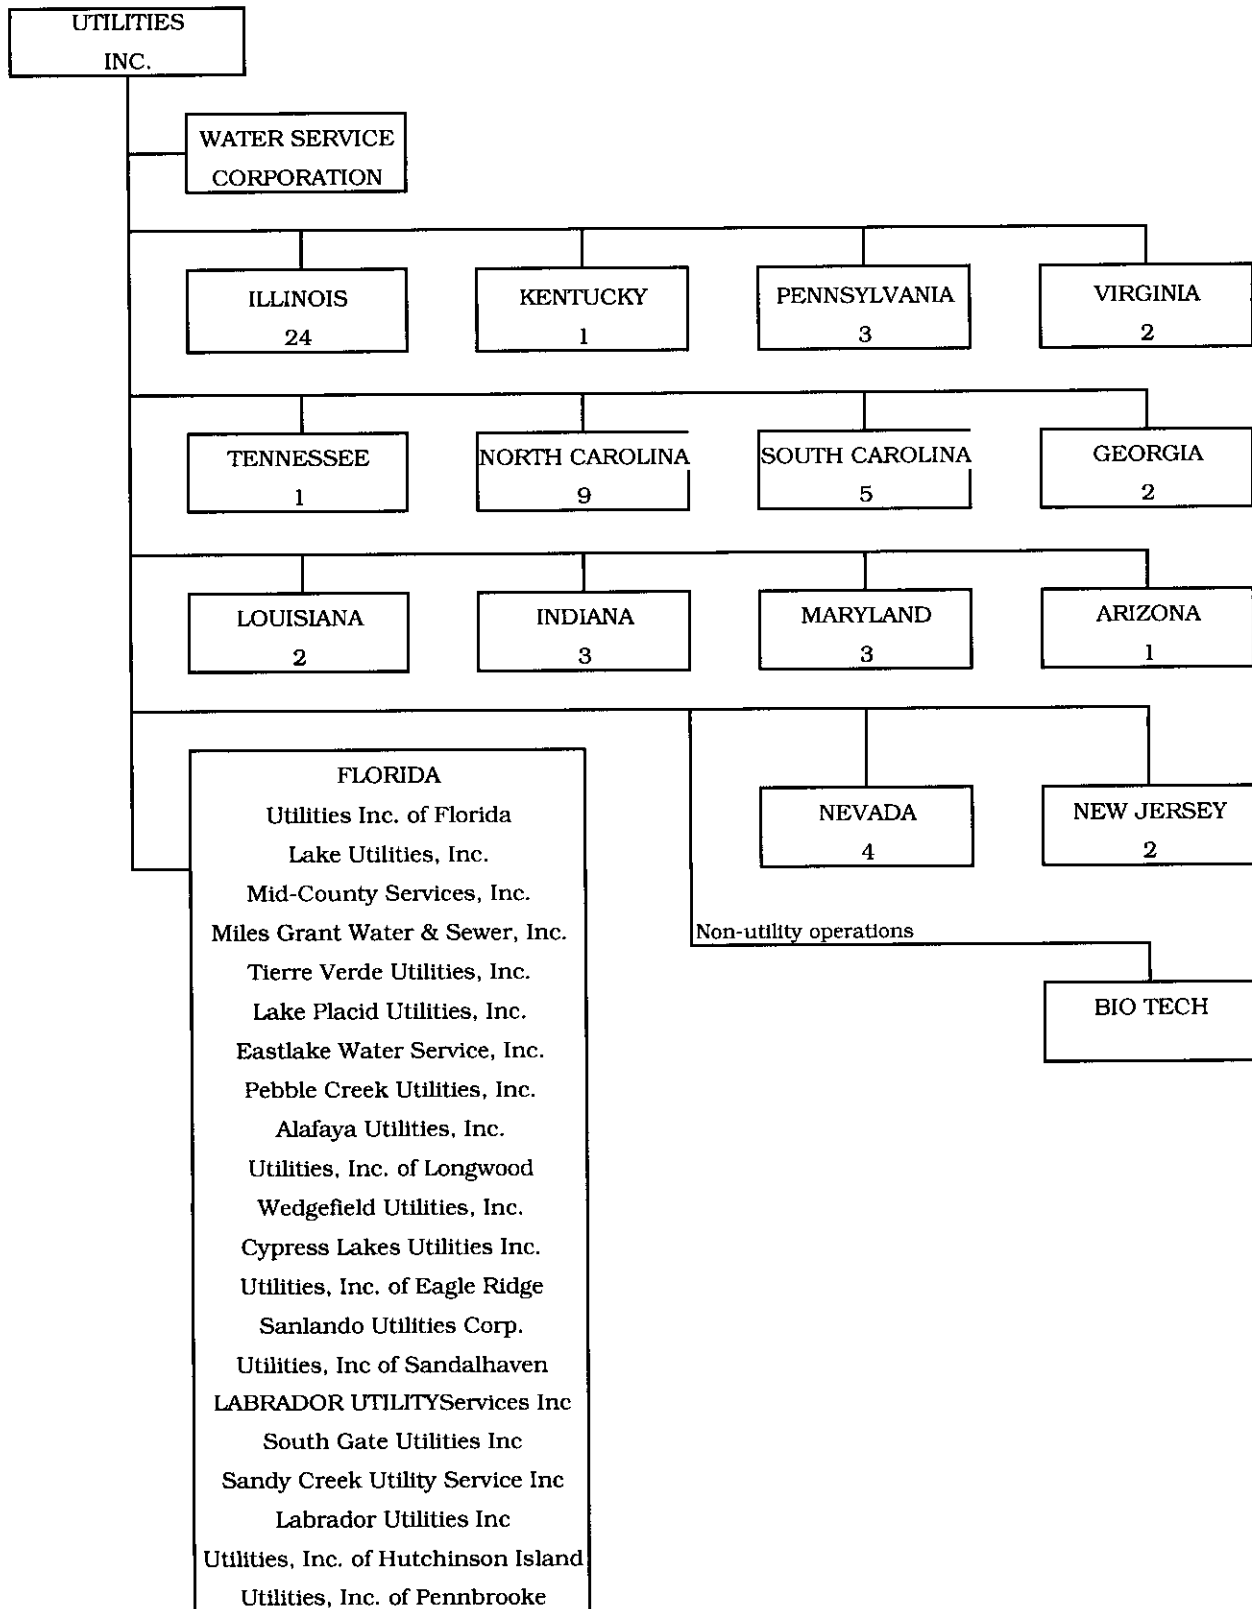 UTILITIES
INC.
WATER SERVICE
CORPORATION
ILLINOIS
24
KENTUCKY
1
PENNSYLVANIA
3
VIRGINIA
2
TENNESSEE
1
NORTH CAROLINA
9
SOUTH CAROLINA
5
GEORGIA
2
LOUISIANA
2
INDIANA
3
MARYLAND
3
ARIZONA
1
FLORIDA
Utilities Inc. of Florida
Lake Utilities, Inc.
Mid-County Services, Inc.
Miles Grant Water & Sewer, Inc.
Tierre Verde Utilities, Inc.
Lake Placid Utilities, Inc.
Eastlake Water Service, Inc.
Pebble Creek Utilities, Inc.
Alafaya Utilities, Inc.
Utilities, Inc. of Longwood
Wedgefield Utilities, Inc.
Cypress Lakes Utilities Inc.
Utilities, Inc. of Eagle Ridge
Sanlando Utilities Corp.
Utilities, Inc of Sandalhaven
LABRADOR UTILITYServices Inc
South Gate Utilities Inc
Sandy Creek Utility Service Inc
Labrador Utilities Inc
Utilities, Inc. of Hutchinson Island
Utilities, Inc. of Pennbrooke
NEVADA
4
NEW JERSEY
2
Non-utility operations
BIO TECH